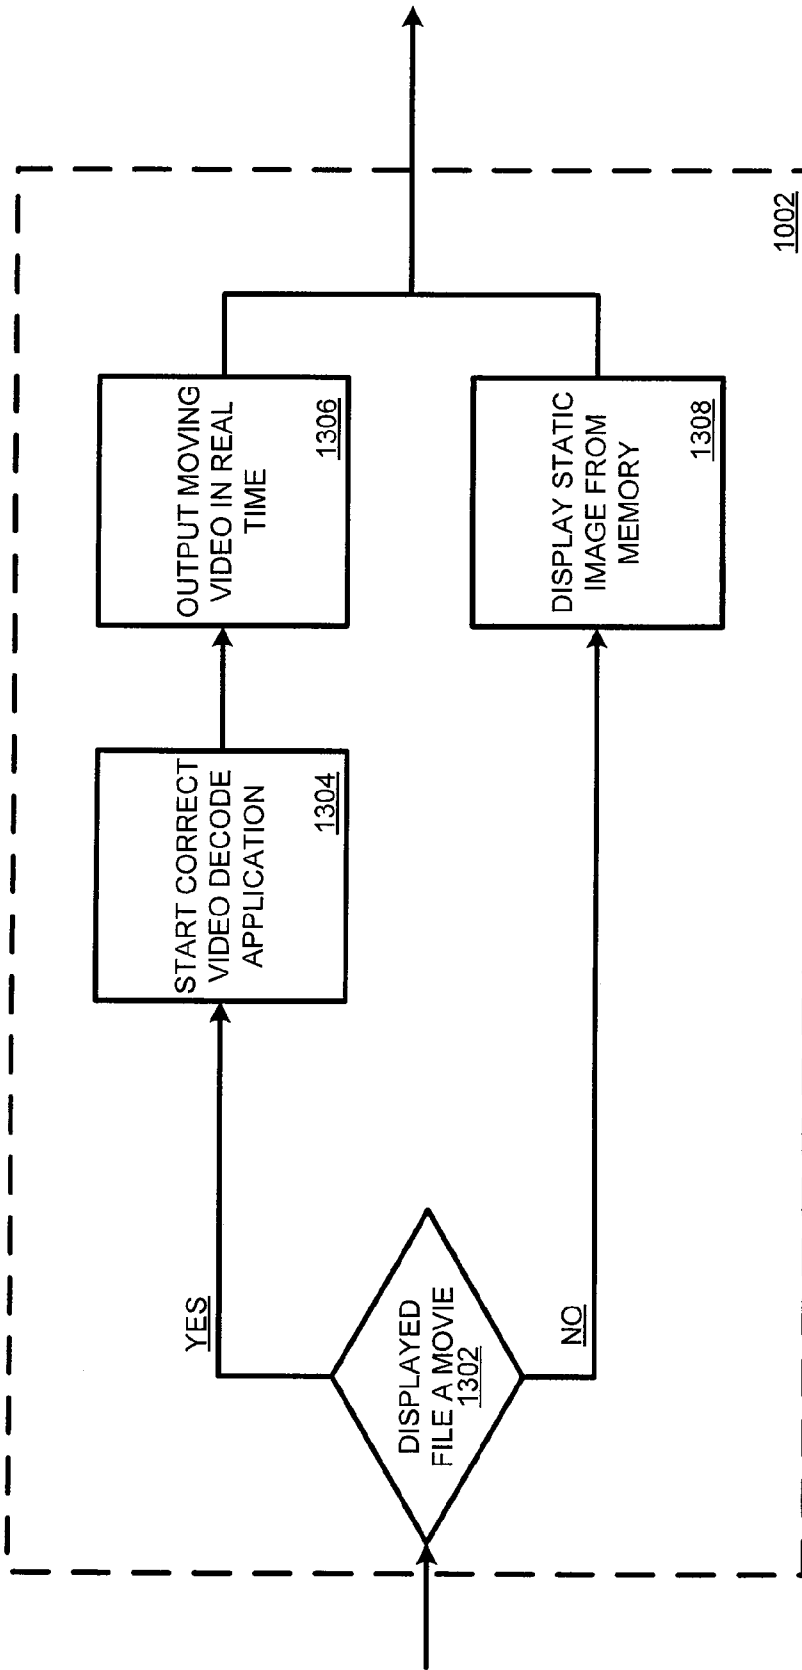 DISPLAYED
FILE A MOVIE
1302
YES
NO
START CORRECT
VIDEO DECODE
APPLICATION
1304
OUTPUT MOVING
VIDEO IN REAL
TIME
1306
DISPLAY STATIC
IMAGE FROM
MEMORY
1308
1002